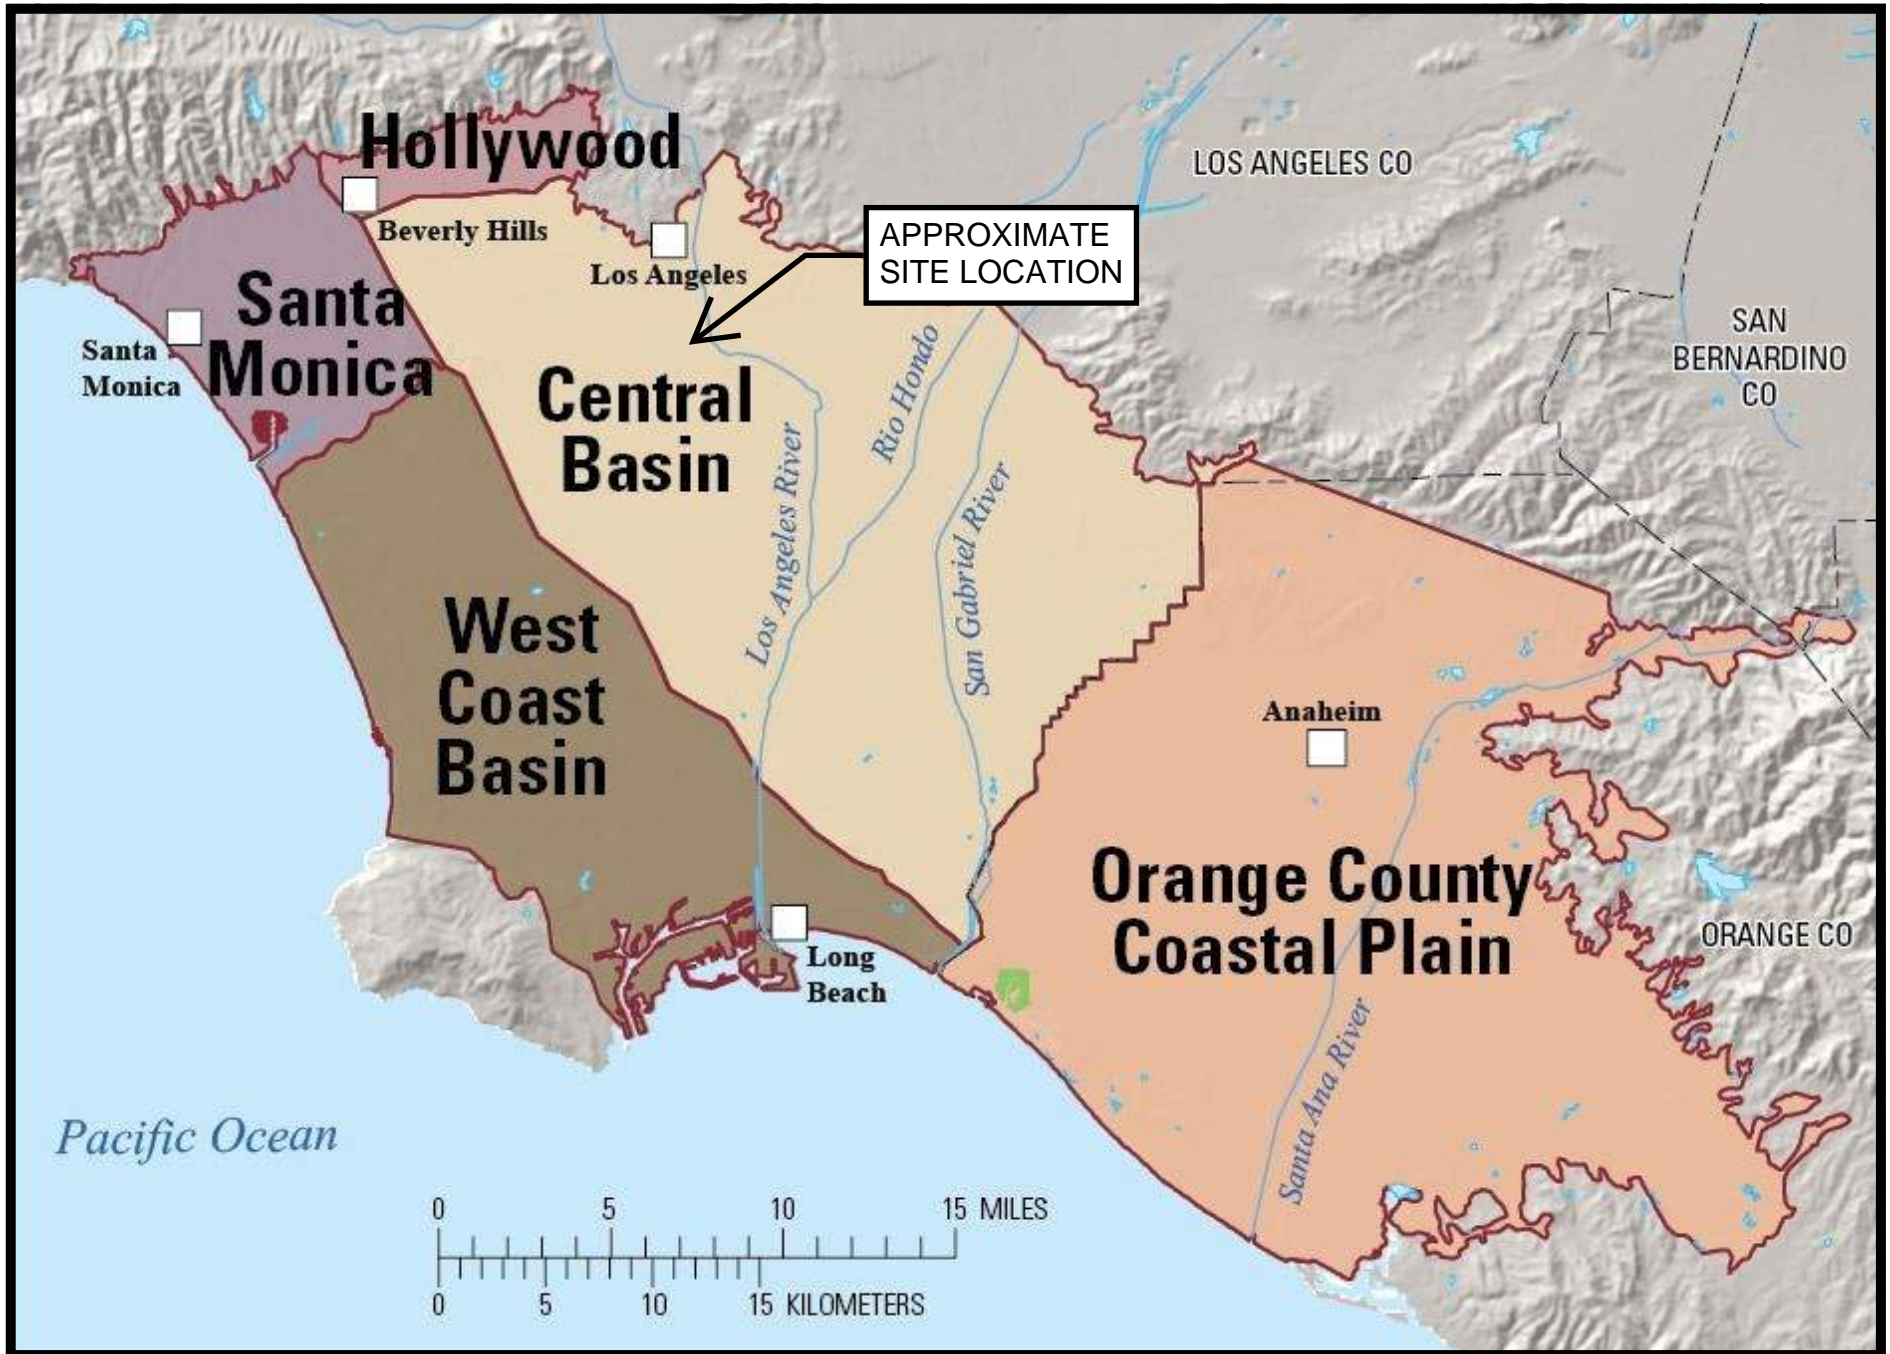 Hollywood
LOS ANGELES CO
APPROXIMATE
SITE LOCATION
Beverly Hills
Los Angeles
Santa
Monica
Santa
Monica
SAN
BERNARDINO
CO
Central
Basin
Rio Hondo
Los Angeles River
San Gabriel River
West
Coast
Basin
Anaheim
Orange County
Coastal Plain
ORANGE CO
Long
Beach
Santa Ana River
Pacific Ocean
0 5 10 15 MILES
0 5 10 15 KILOMETERS